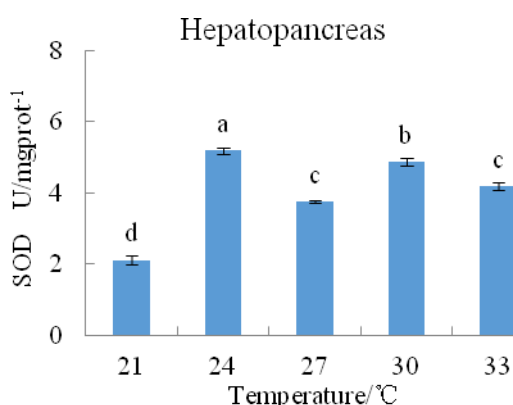 Hepatopancreas
SOD U/mgprot⁻¹
8
6
4
2
0
d
a
c
b
c
21 24 27 30 33
Temperature/℃